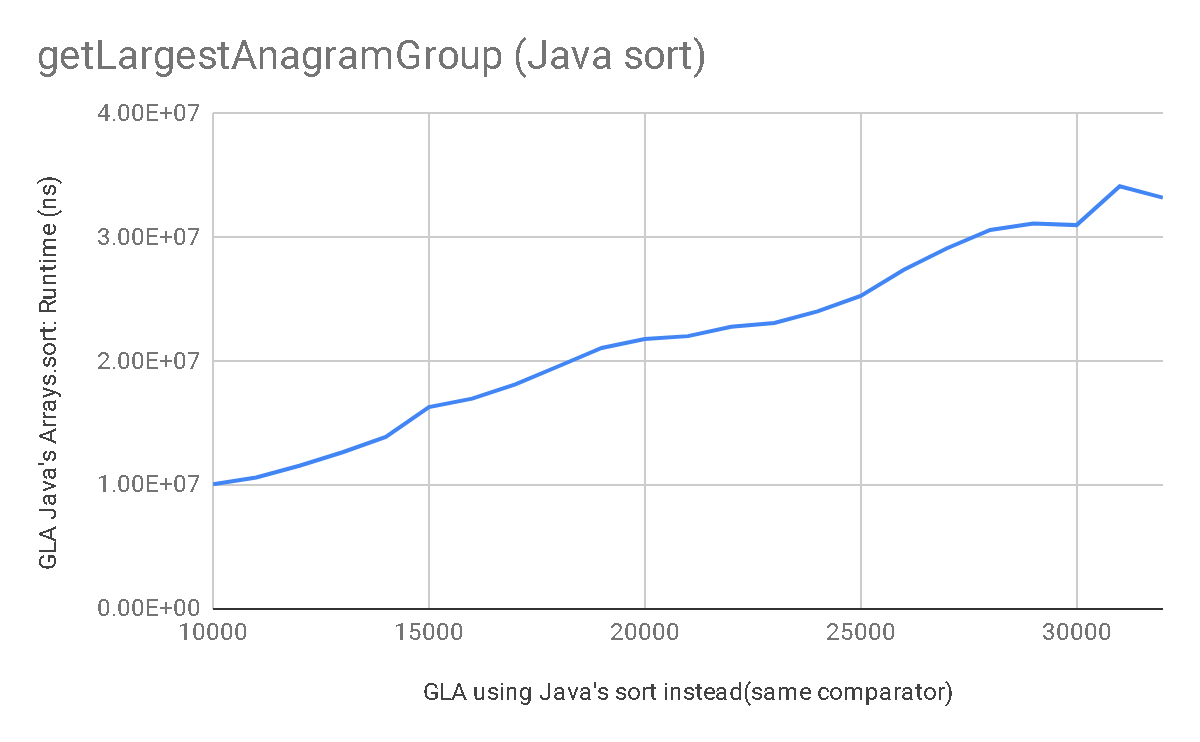 getLargestAnagramGroup (Java sort)
GLA Java's Arrays.sort: Runtime (ns)
4.00E+07
3.00E+07
2.00E+07
1.00E+07
0.00E+00
10000 15000 20000 25000 30000
GLA using Java's sort instead(same comparator)